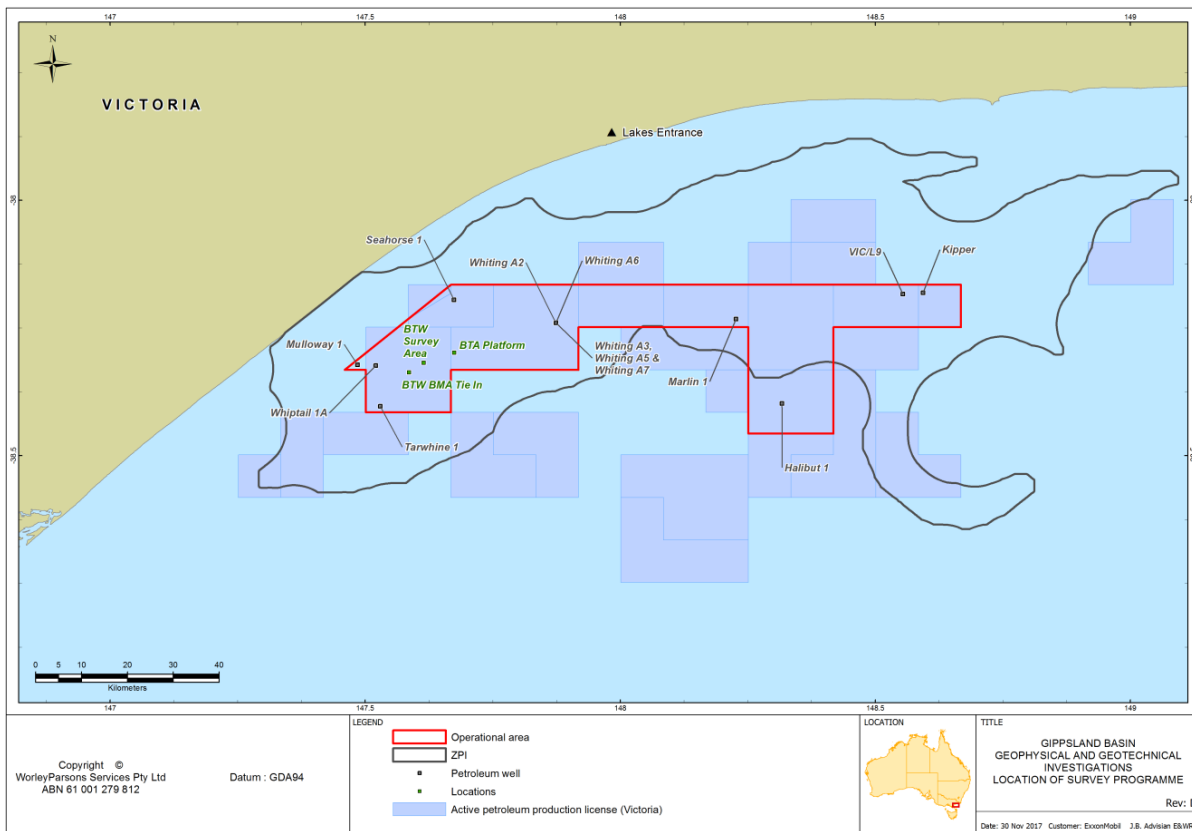 147
147.5
148
148.5
149
N
VICTORIA
Lakes Entrance
-38
Seahorse 1
Whiting A2
Whiting A6
VIC/L9
Kipper
Mulloway 1
BTW
Survey
Area
BTA Platform
Whiting A3,
Whiting A5 &
Whiting A7
Marlin 1
BTW BMA Tie In
Whiptail 1A
Tarwhine 1
Halibut 1
0 5 10 20 30 40
Kilometers
147
147.5
148
148.5
149
Copyright ©
WorleyParsons Services Pty Ltd
ABN 61 001 279 812
Datum : GDA94
LEGEND
Operational area
ZPI
Petroleum well
Locations
Active petroleum production license (Victoria)
LOCATION
TITLE
GIPPSLAND BASIN
GEOPHYSICAL AND GEOTECHNICAL
INVESTIGATIONS
LOCATION OF SURVEY PROGRAMME
Rev:
Date: 30 Nov 2017 Customer: ExxonMobil J.B. Advisian E&WR